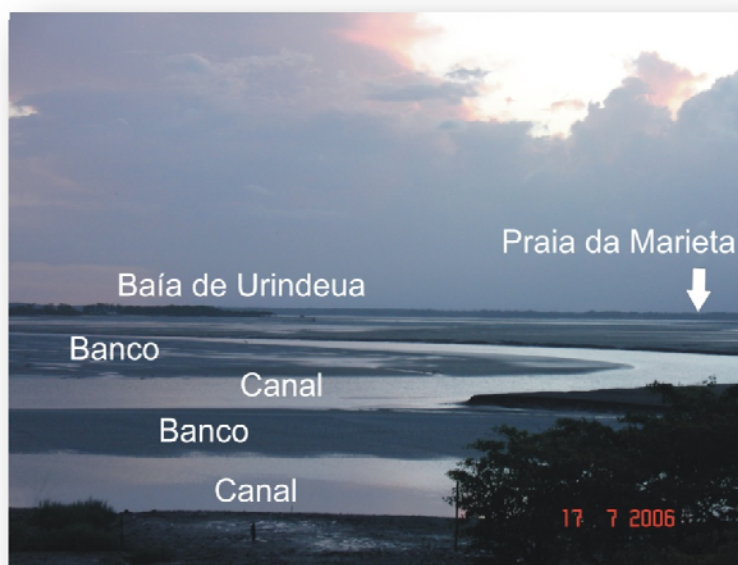 Praia da Marieta
Baía de Urindeua
Banco
Canal
Banco
Canal
17 7 2006